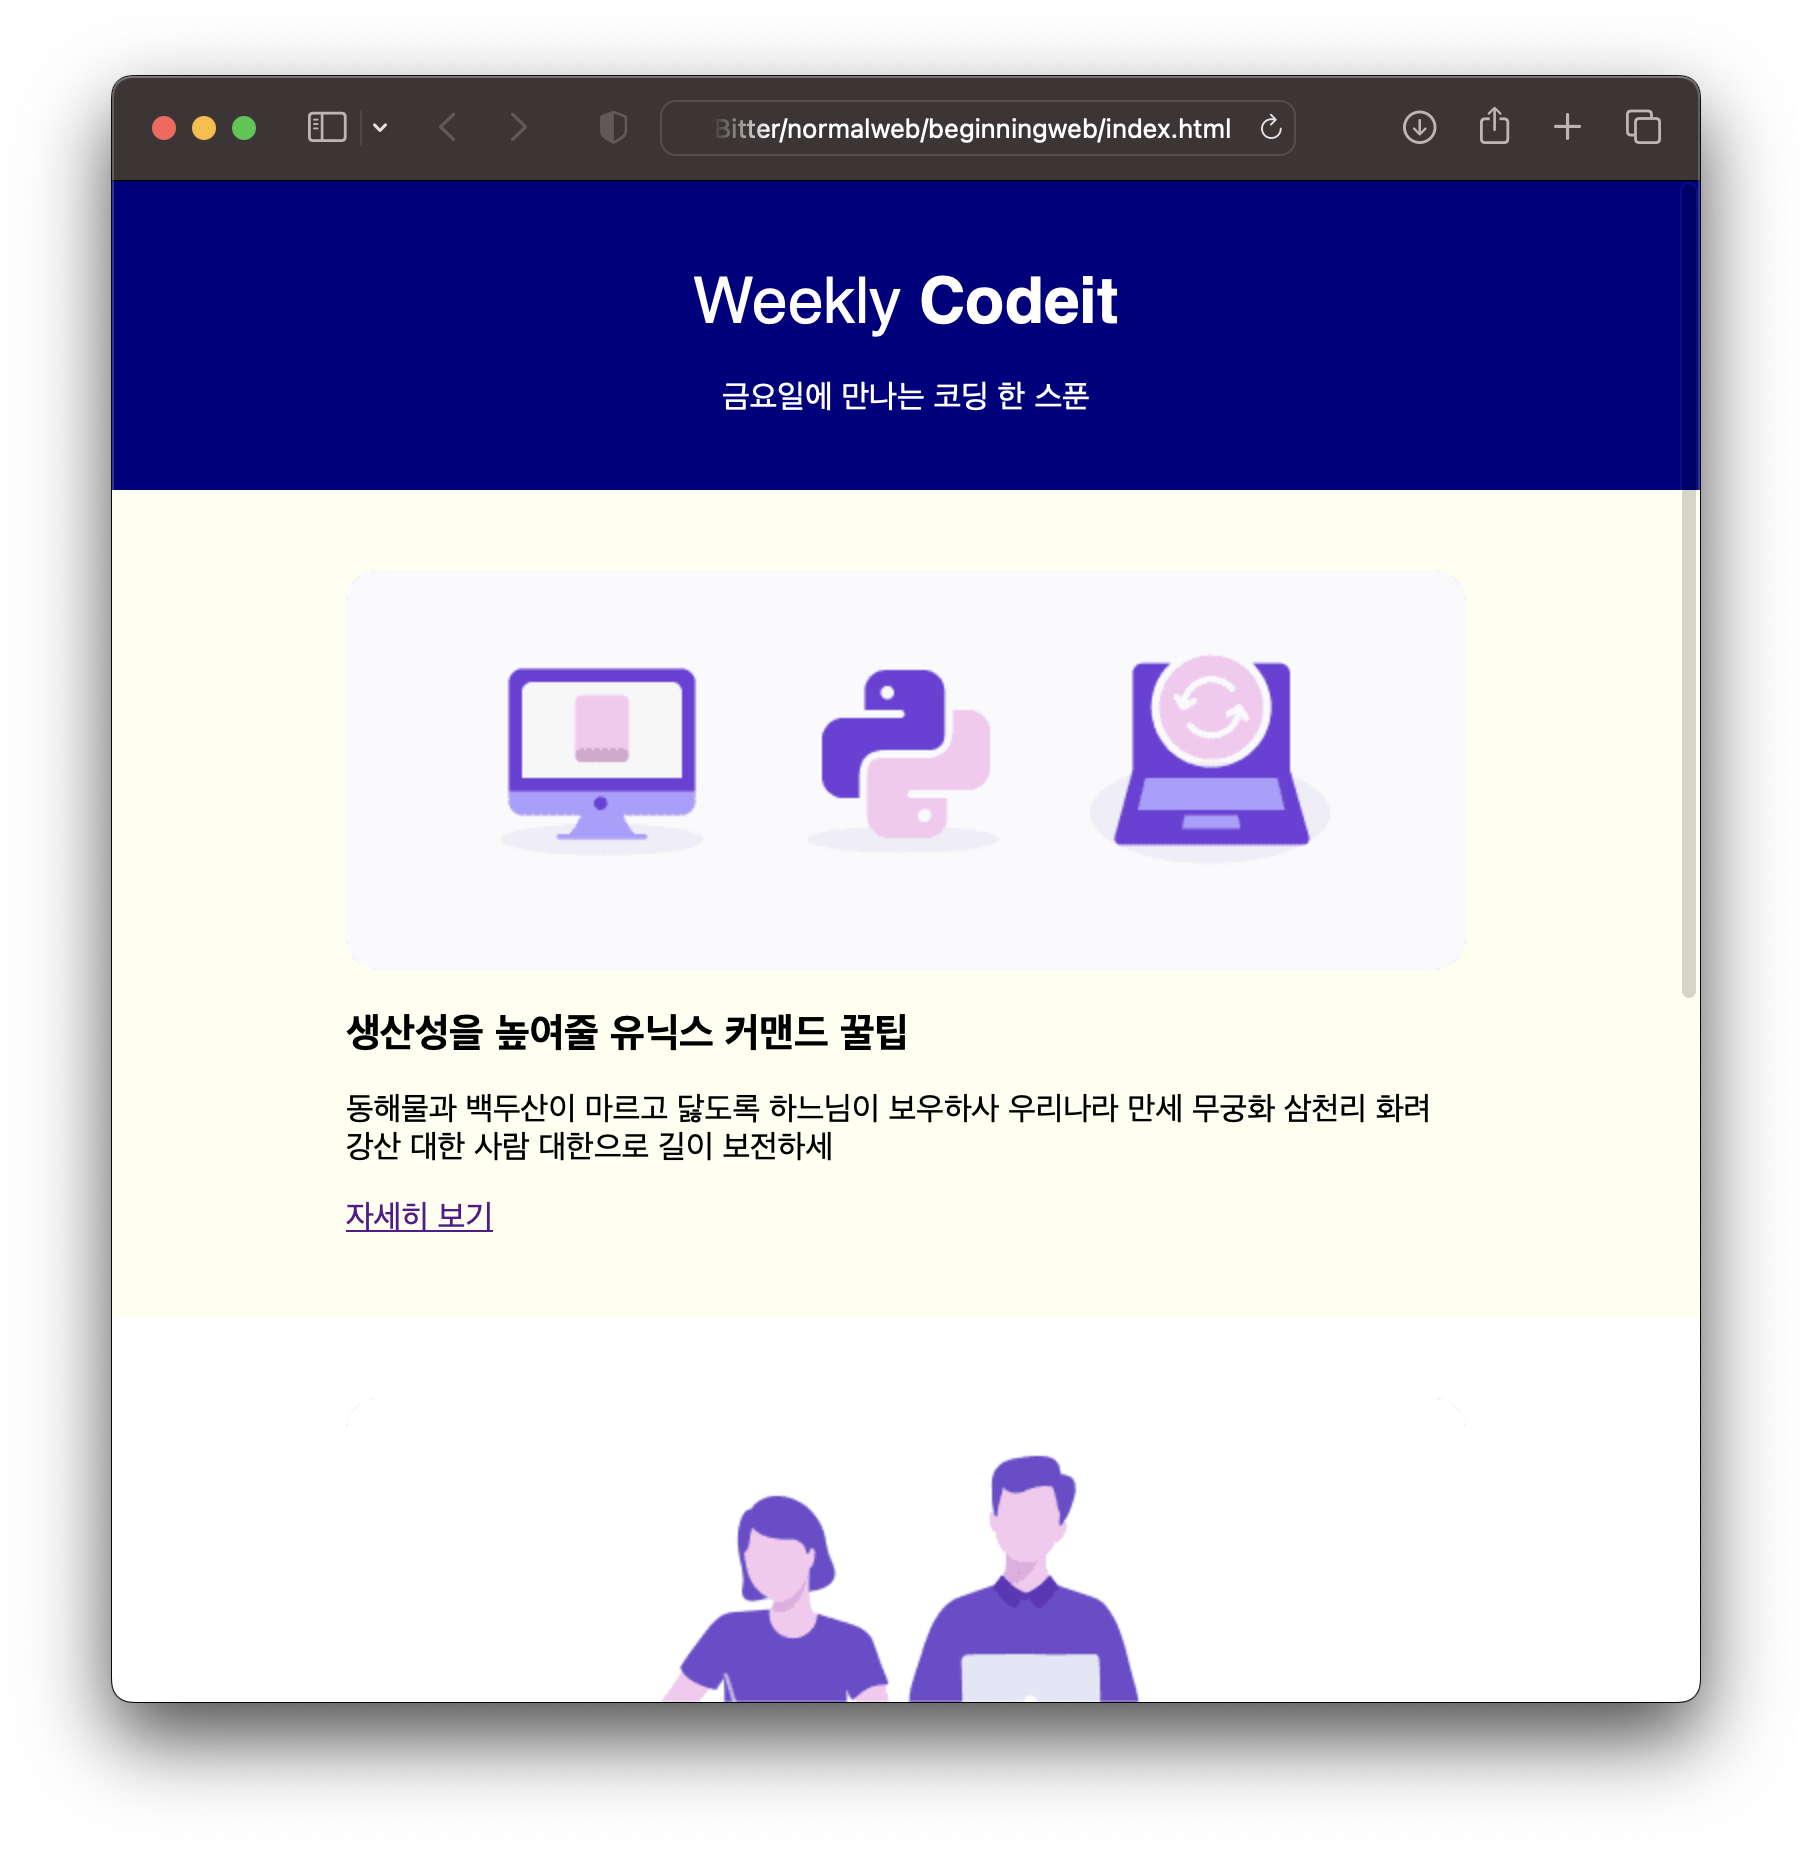 Bitter/normalweb/beginningweb/index.html
Weekly Codeit
금요일에 만나는 코딩 한 스푼
생산성을 높여줄 유닉스 커맨드 꿀팁
동해물과 백두산이 마르고 닳도록 하느님이 보우하사 우리나라 만세 무궁화 삼천리 화려
강산 대한 사람 대한으로 길이 보전하세
자세히 보기